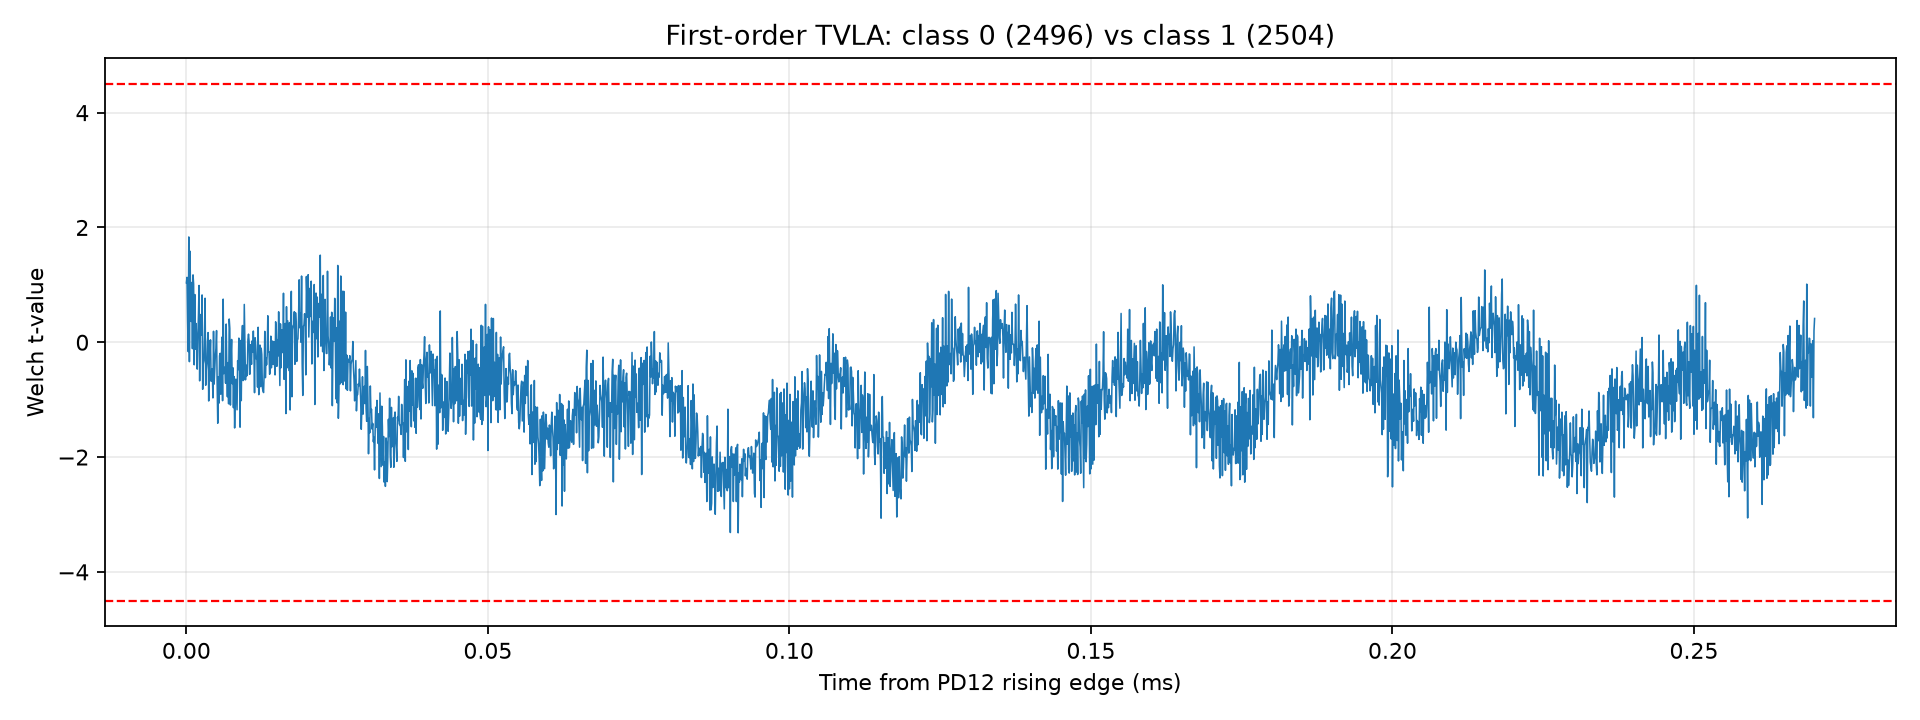 First-order TVLA: class 0 (2496) vs class 1 (2504)
Welch t-value
4
2
0
−2
−4
0.00 0.05 0.10 0.15 0.20 0.25
Time from PD12 rising edge (ms)